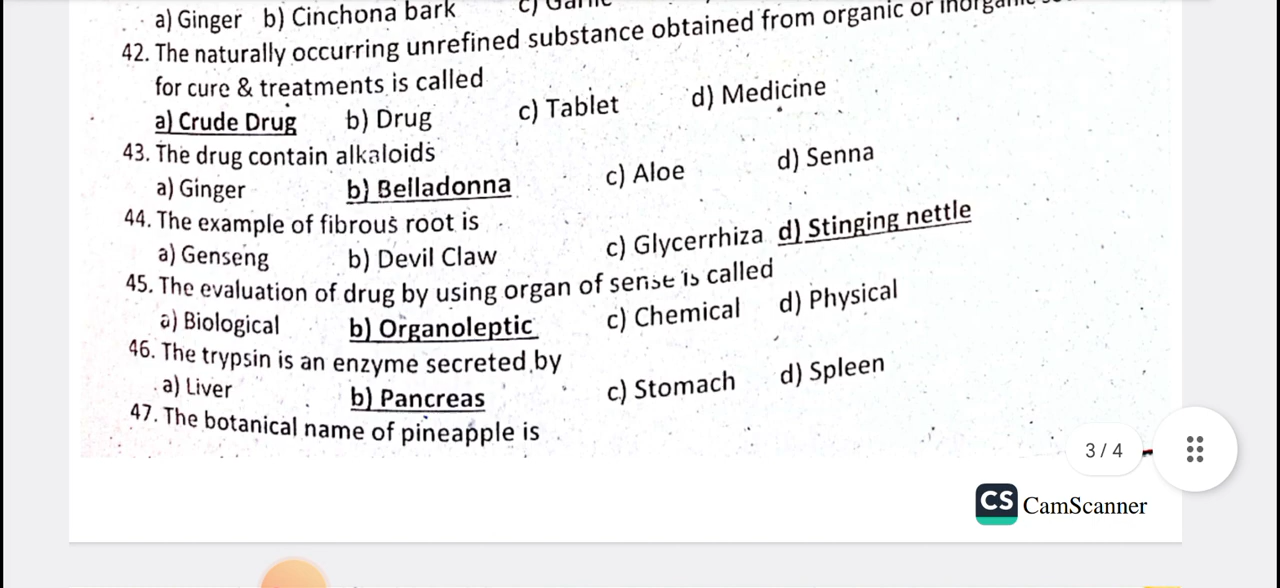 a) Ginger b) Cinchona bark
42. The naturally occurring unrefined substance obtained from organic or
for cure & treatments is called
a) Crude Drug b) Drug c) Tablet d) Medicine
43. The drug contain alkaloids
a) Ginger b) Belladonna c) Aloe d) Senna
44. The example of fibrous root is
a) Genseng b) Devil Claw c) Glycerrhiza d) Stinging nettle
45. The evaluation of drug by using organ of sense is called
a) Biological b) Organoleptic c) Chemical d) Physical
46. The trypsin is an enzyme secreted by
a) Liver b) Pancreas c) Stomach d) Spleen
47. The botanical name of pineapple is
3 / 4
CS CamScanner